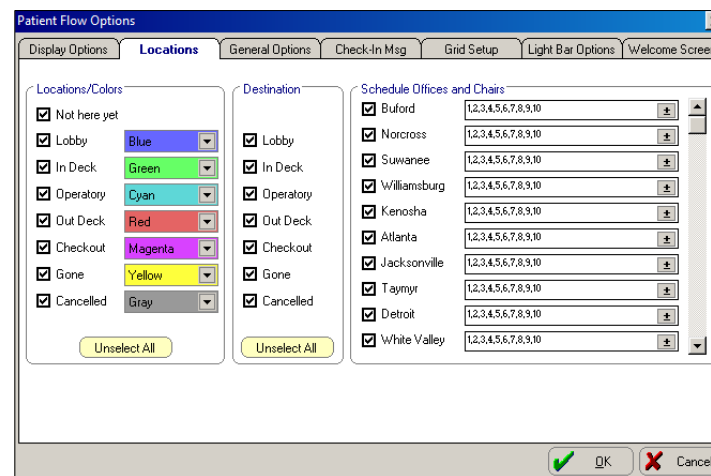 Patient Flow Options
Display Options Locations General Options Check-In Msg Grid Setup Light Bar Options Welcome Scree
Locations/Colors
Not here yet
Lobby Blue
In Deck Green
Operatory Cyan
Out Deck Red
Checkout Magenta
Gone Yellow
Cancelled Gray
Unselect All
Destination
Lobby
In Deck
Operatory
Out Deck
Checkout
Gone
Cancelled
Unselect All
Schedule Offices and Chairs
Buford 1,2,3,4,5,6,7,8,9,10
Norcross 1,2,3,4,5,6,7,8,9,10
Suwanee 1,2,3,4,5,6,7,8,9,10
Williamsburg 1,2,3,4,5,6,7,8,9,10
Kenosha 1,2,3,4,5,6,7,8,9,10
Atlanta 1,2,3,4,5,6,7,8,9,10
Jacksonville 1,2,3,4,5,6,7,8,9,10
Taymyr 1,2,3,4,5,6,7,8,9,10
Detroit 1,2,3,4,5,6,7,8,9,10
White Valley 1,2,3,4,5,6,7,8,9,10
OK Cancel